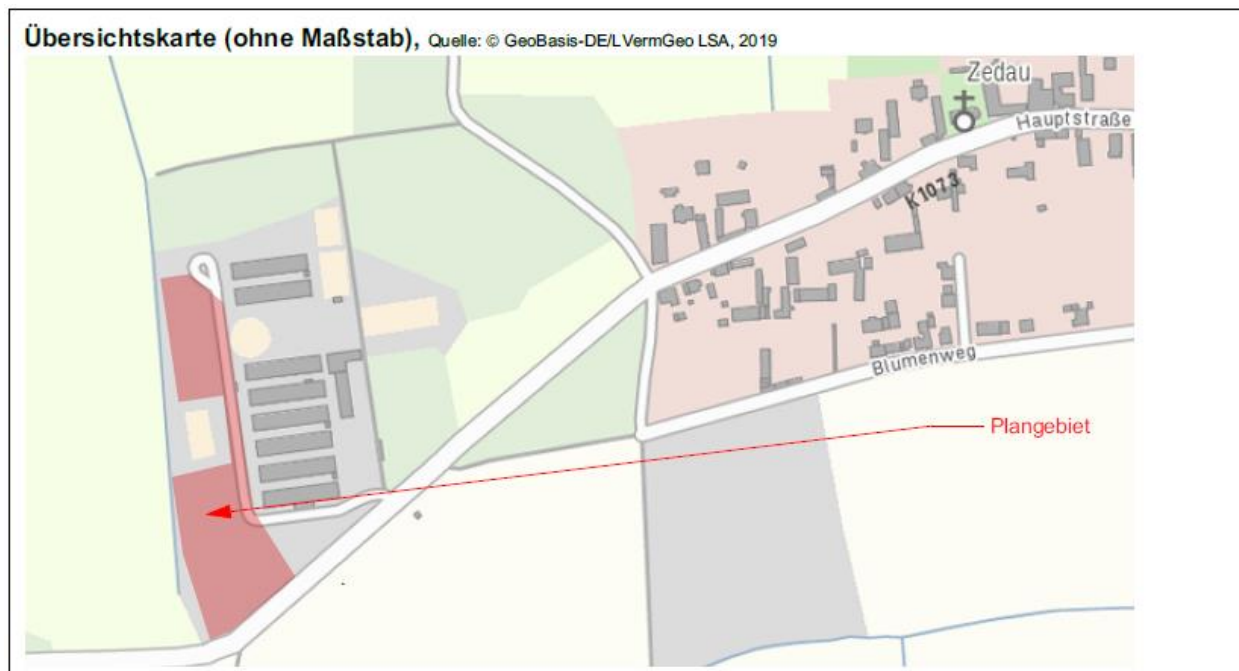 Übersichtskarte (ohne Maßstab), Quelle: © GeoBasis-DE/LVermGeo LSA, 2019
Zedau
Hauptstraße
K1073
Blumenweg
Plangebiet